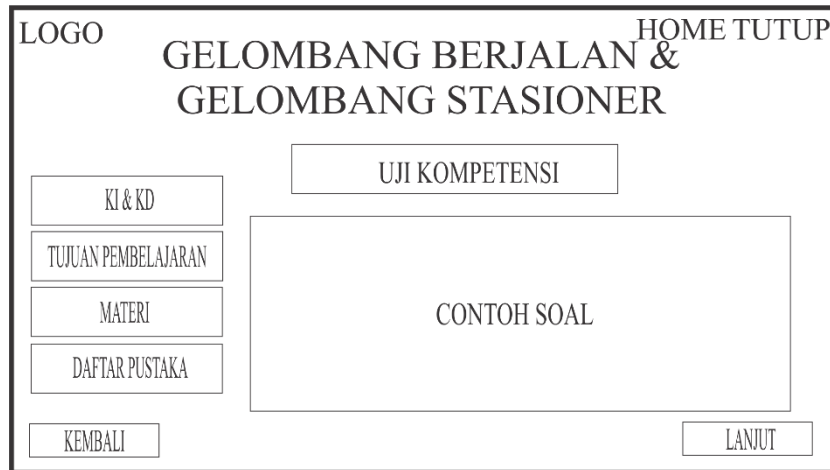 LOGO
HOME TUTUP
GELOMBANG BERJALAN &
GELOMBANG STASIONER
UJI KOMPETENSI
KI & KD
TUJUAN PEMBELAJARAN
MATERI
DAFTAR PUSTAKA
CONTOH SOAL
KEMBALI
LANJUT